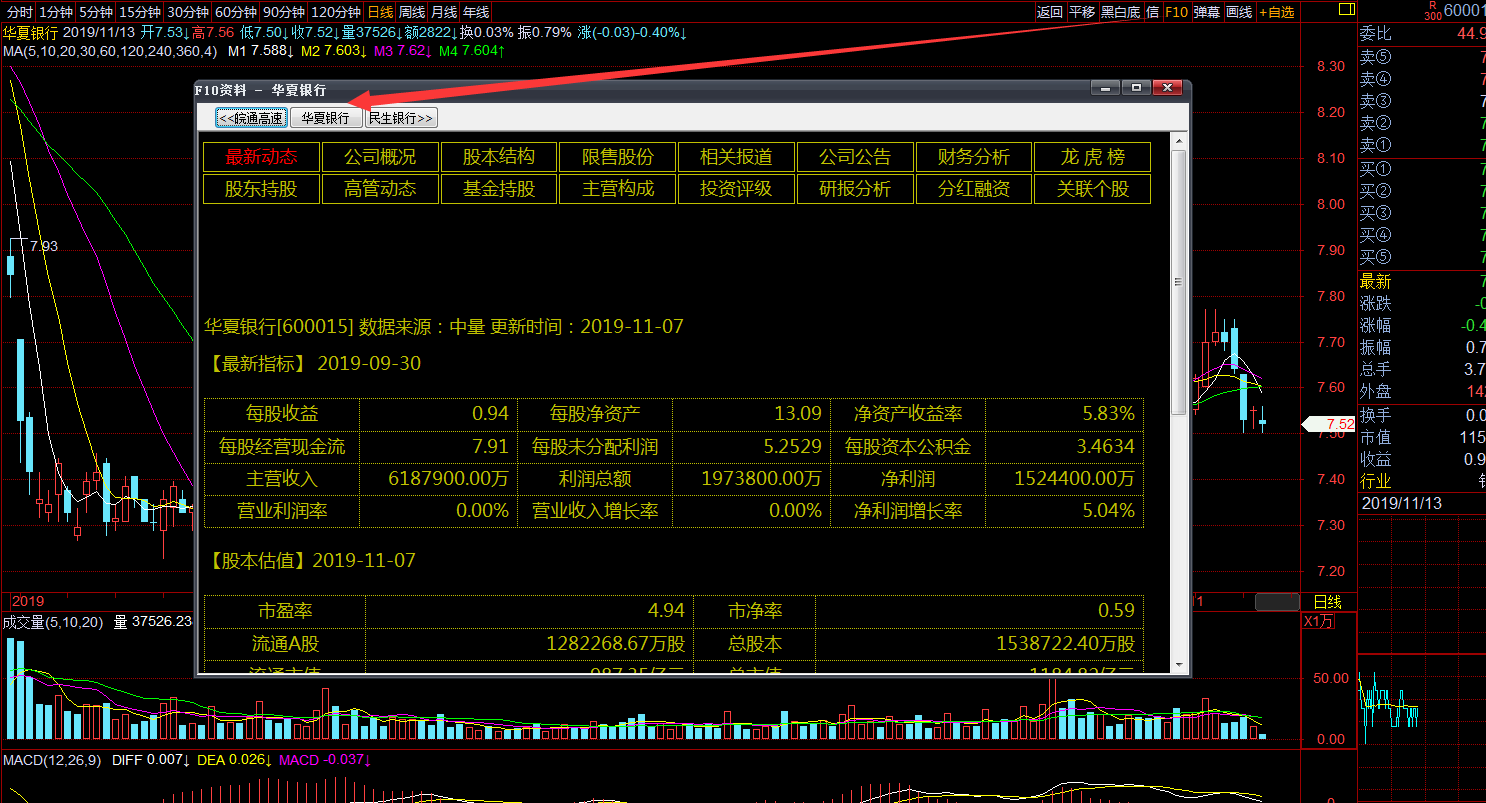 分时 1分钟 5分钟 15分钟 30分钟 60分钟 90分钟 120分钟 日线 周线 月线 年线 返回 平移 黑白底 信 F10 弹幕 画线 +自选 R 300 60001
华夏银行 2019/11/13 开7.53↓高7.56 低7.50↓收7.52↓量37526↓额2822↓换0.03% 振0.79% 涨(-0.03)-0.40%↓
MA(5,10,20,30,60,120,240,360,4) M1 7.588↓ M2 7.603↓ M3 7.62↓ M4 7.604↑
F10资料 - 华夏银行
<<皖通高速 华夏银行 民生银行>>
最新动态 公司概况 股本结构 限售股份 相关报道 公司公告 财务分析 龙虎榜
股东持股 高管动态 基金持股 主营构成 投资评级 研报分析 分红融资 关联个股
华夏银行[600015] 数据来源：中量 更新时间：2019-11-07
【最新指标】 2019-09-30
每股收益 0.94 每股净资产 13.09 净资产收益率 5.83%
每股经营现金流 7.91 每股未分配利润 5.2529 每股资本公积金 3.4634
主营收入 6187900.00万 利润总额 1973800.00万 净利润 1524400.00万
营业利润率 0.00% 营业收入增长率 0.00% 净利润增长率 5.04%
【股本估值】2019-11-07
市盈率 4.94 市净率 0.59
流通A股 1282268.67万股 总股本 1538722.40万股
7.93
8.30
8.20
8.10
8.00
7.90
7.80
7.70
7.60
7.52
7.50
7.40
7.30
7.20
2019
日线
成交量(5,10,20) 量 37526.23
X1万
50.00
0.00
MACD(12,26,9) DIFF 0.007↓ DEA 0.026↓ MACD -0.037↓
委比 44.9
卖⑤ 7
卖④ 7
卖③ 7
卖② 7
卖① 7
买① 7
买② 7
买③ 7
买④ 7
买⑤ 7
最新 7
涨跌 -0
涨幅 -0.4
振幅 0.7
总手 3.7
外盘 14
换手 0.0
市值 115
收益 0.9
行业
2019/11/13